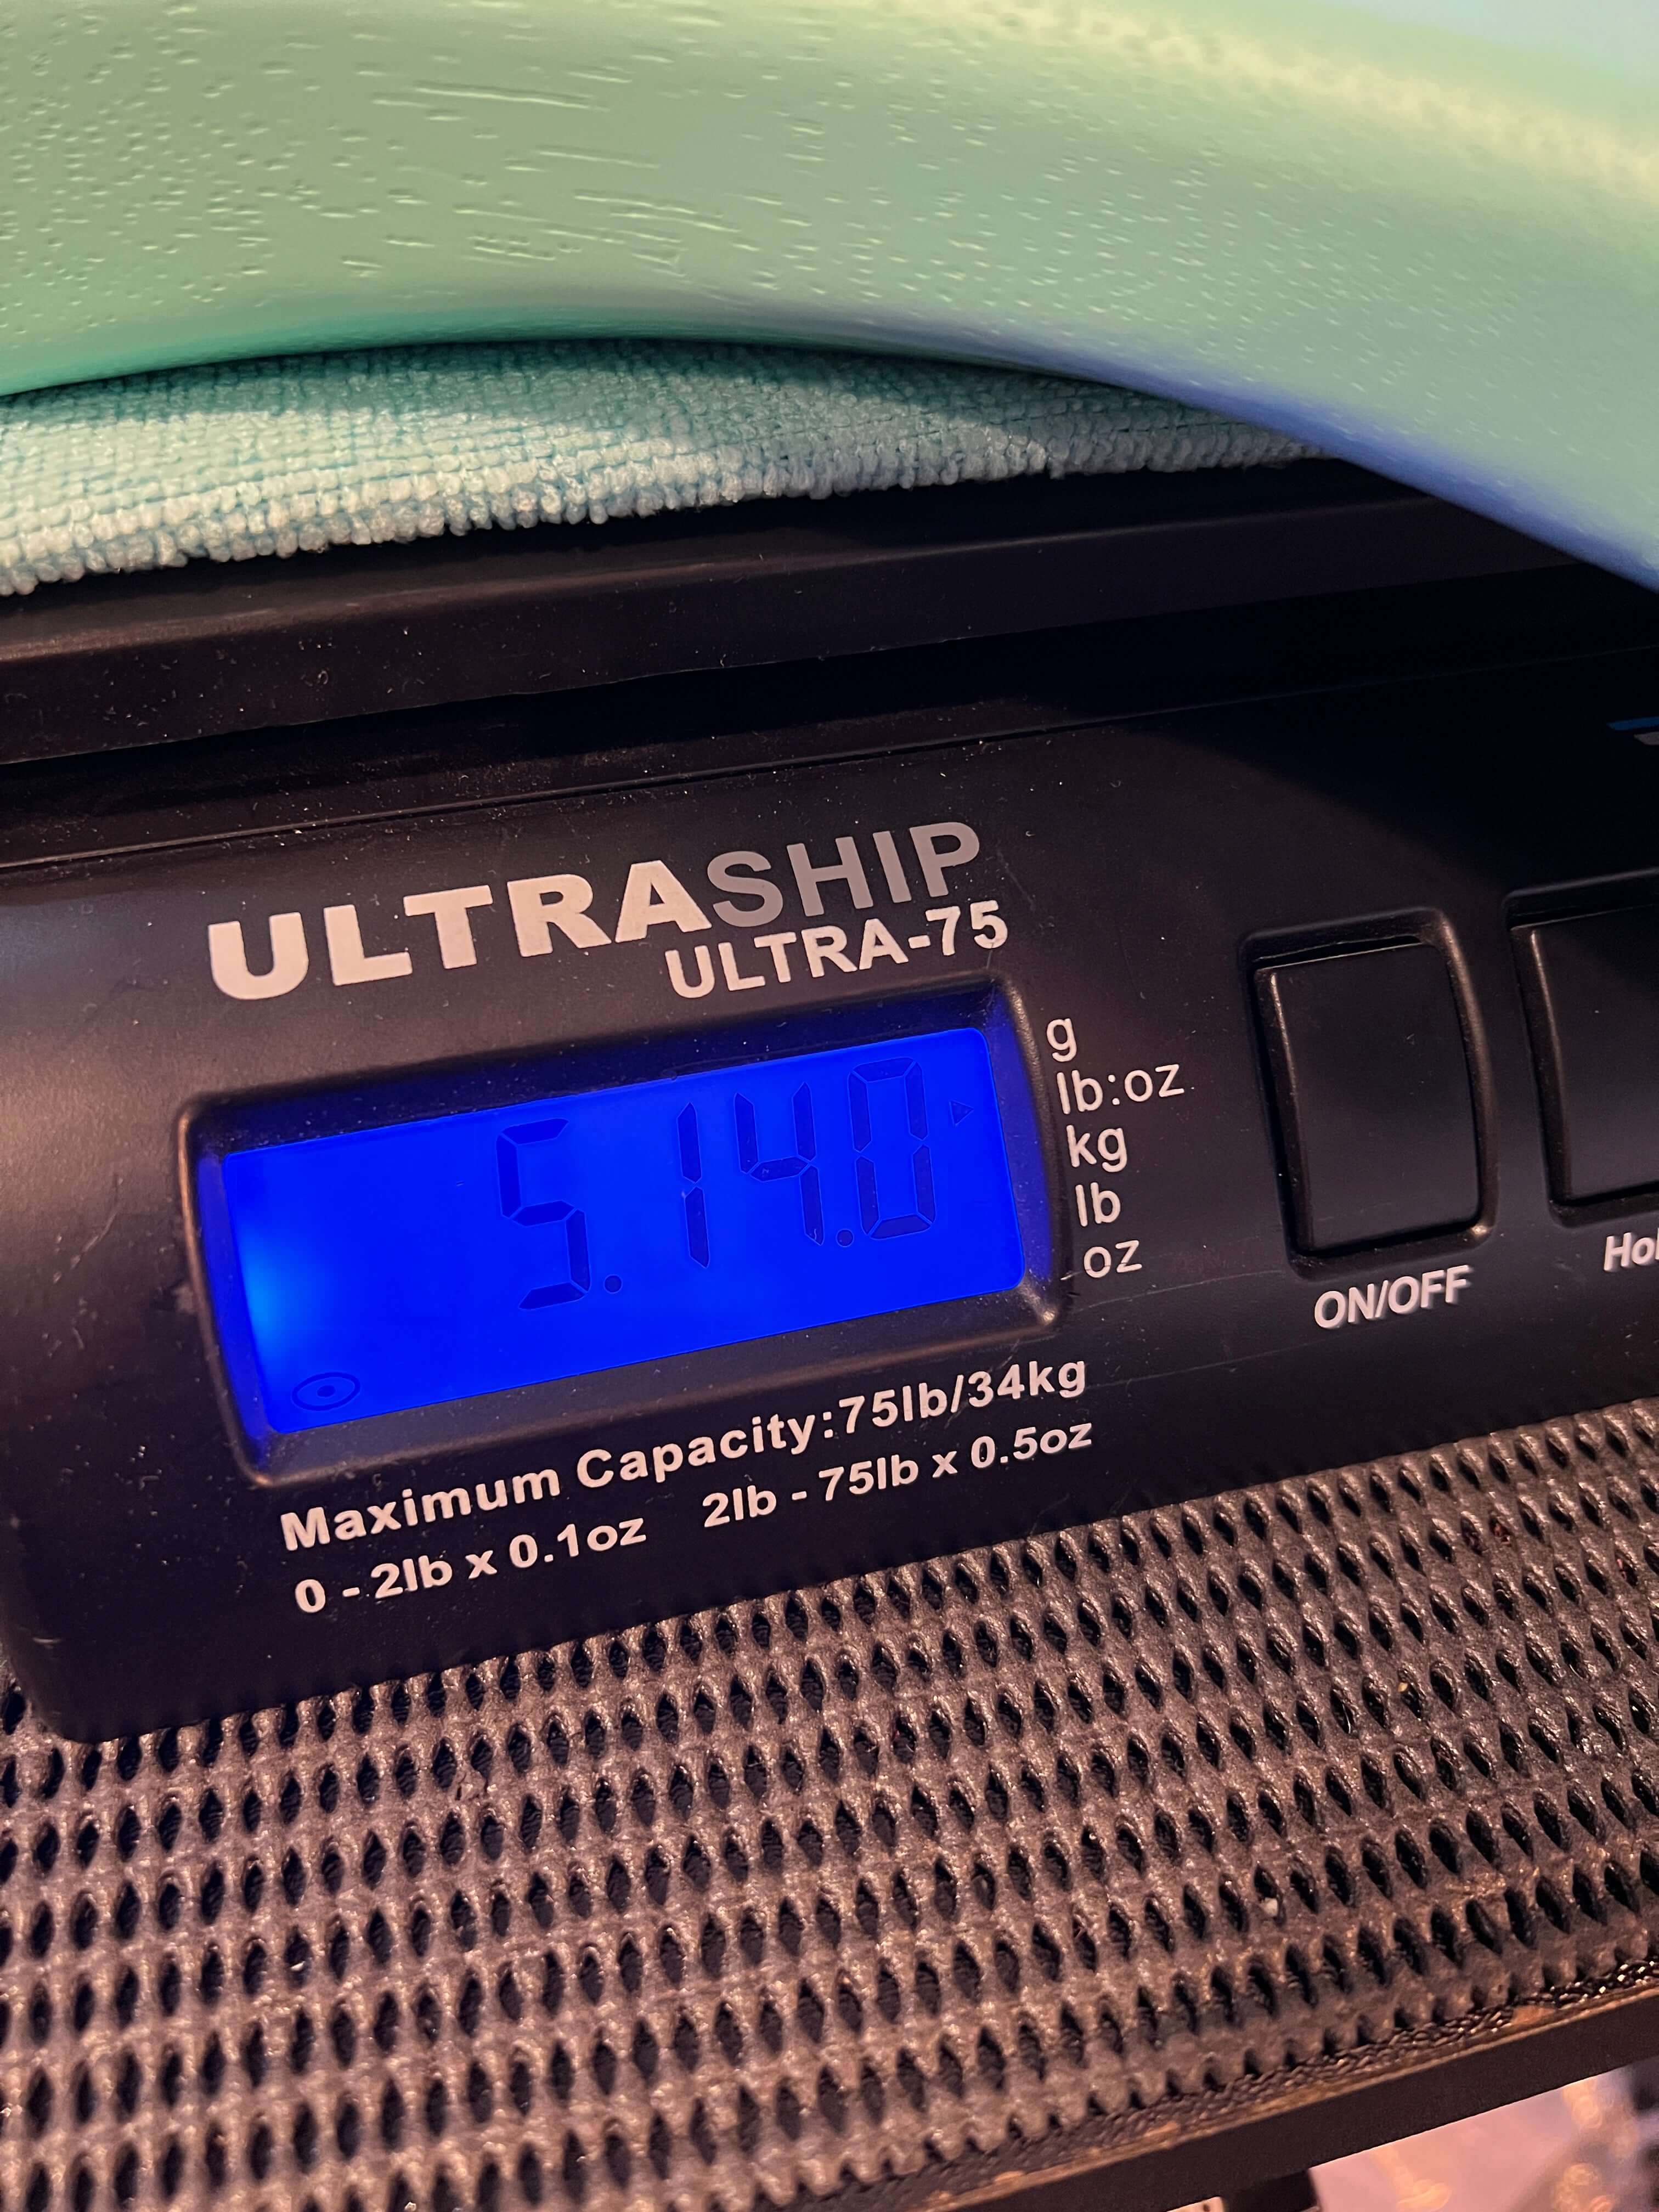 ULTRASHIP
ULTRA-75
5.14.0
g
lb:oz
kg
lb
oz
ON/OFF
Maximum Capacity:75lb/34kg
0 - 2lb x 0.1oz 2lb - 75lb x 0.5oz